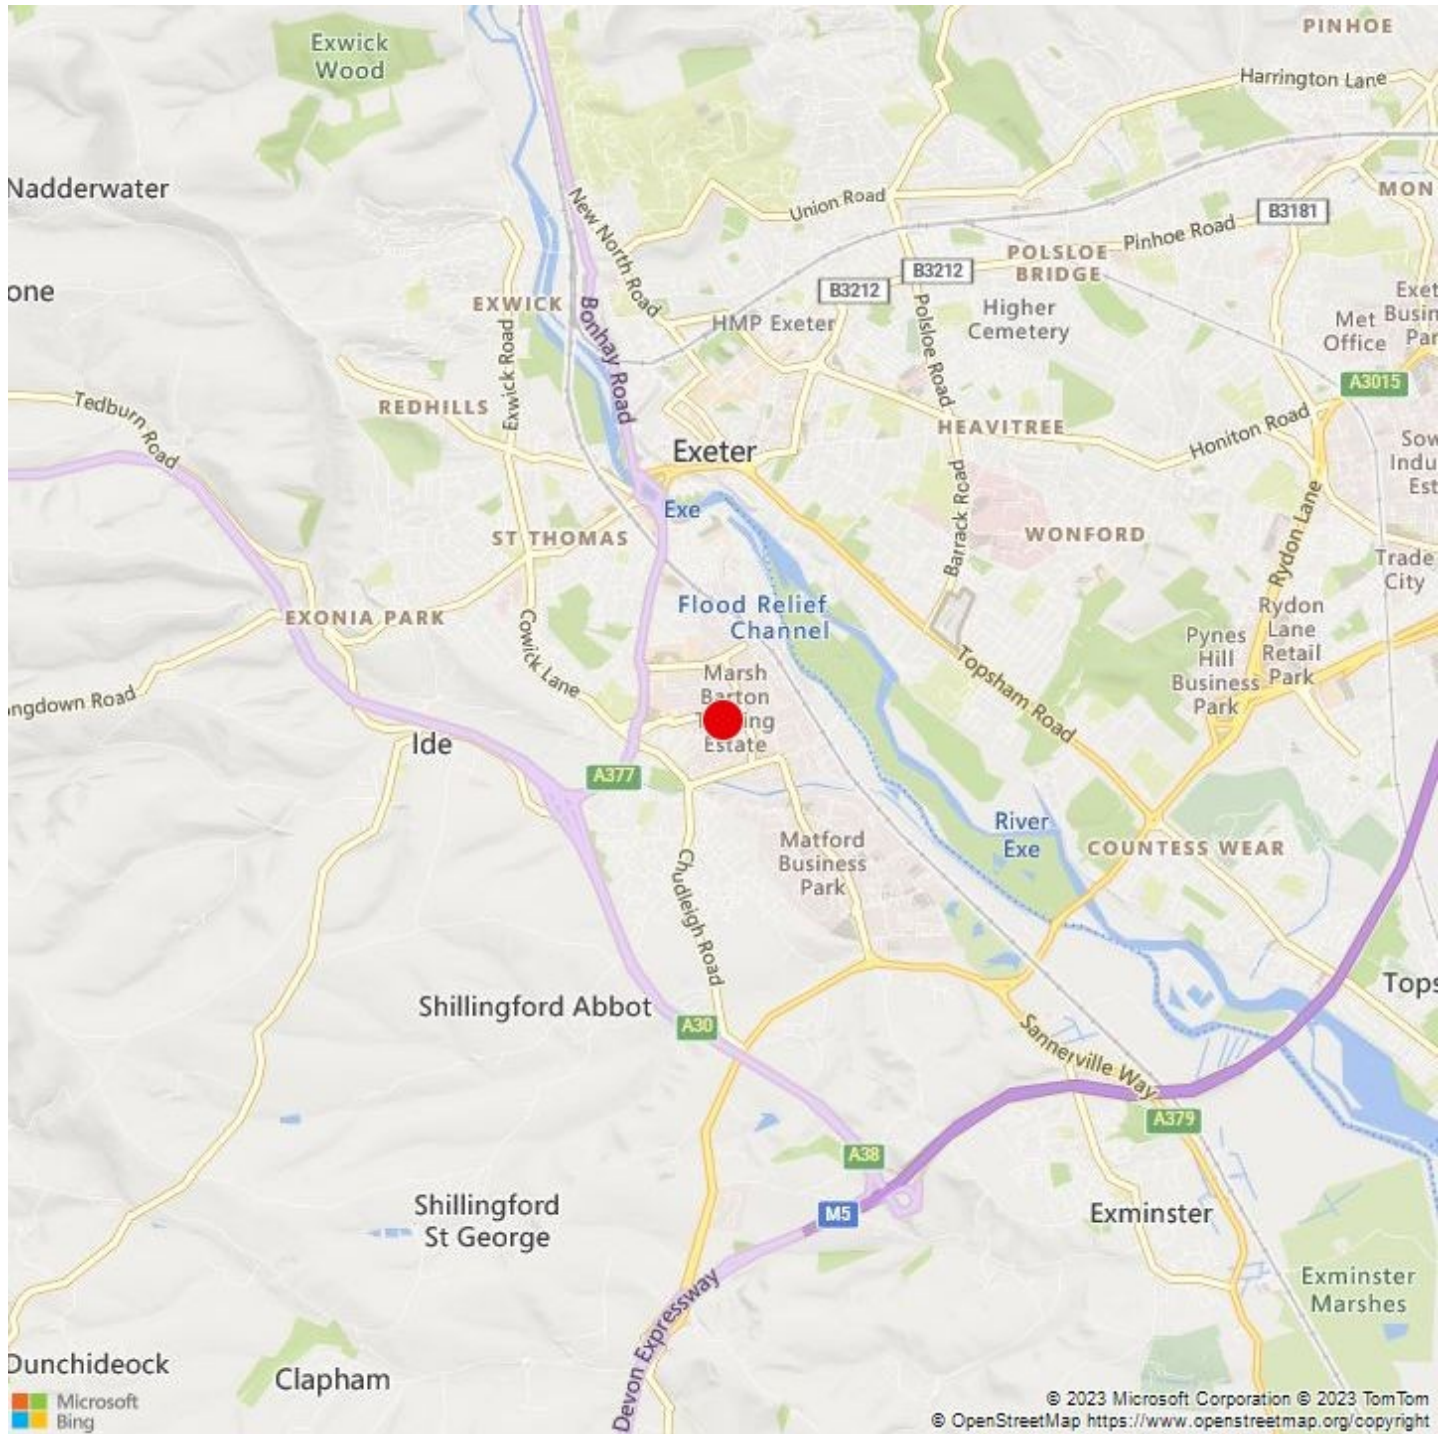 PINHOE
Exwick
Wood
Harrington Lane
Nadderwater
MON
Union Road
B3181
New North Road
Pinhoe Road
POLSLOE
BRIDGE
B3212
B3212
one
EXWICK
Bonhay Road
HMP Exeter
Polsloe Road
Higher
Cemetery
Exet
Busin
Par
Met
Office
Exwick Road
A3015
REDHILLS
Tedburn Road
HEAVITREE
Honiton Road
Exeter
Sow
Indu
Est
Barrack Road
Exe
ST THOMAS
WONFORD
Rydon Lane
Trade
City
Flood Relief
Channel
EXONIA PARK
Cowick Lane
Rydon
Lane
Retail
Park
Pynes
Hill
Business
Park
Topsham Road
Marsh
Barton
T ing
Estate
ngdown Road
Ide
A377
River
Exe
Matford
Business
Park
COUNTESS WEAR
Chudleigh Road
Shillingford Abbot
Tops
A30
Sannerville Way
A379
A38
Shillingford
St George
M5
Exminster
Exminster
Marshes
Devon Expressway
Dunchideock
Clapham
Microsoft
Bing
© 2023 Microsoft Corporation © 2023 TomTom
© OpenStreetMap https://www.openstreetmap.org/copyright